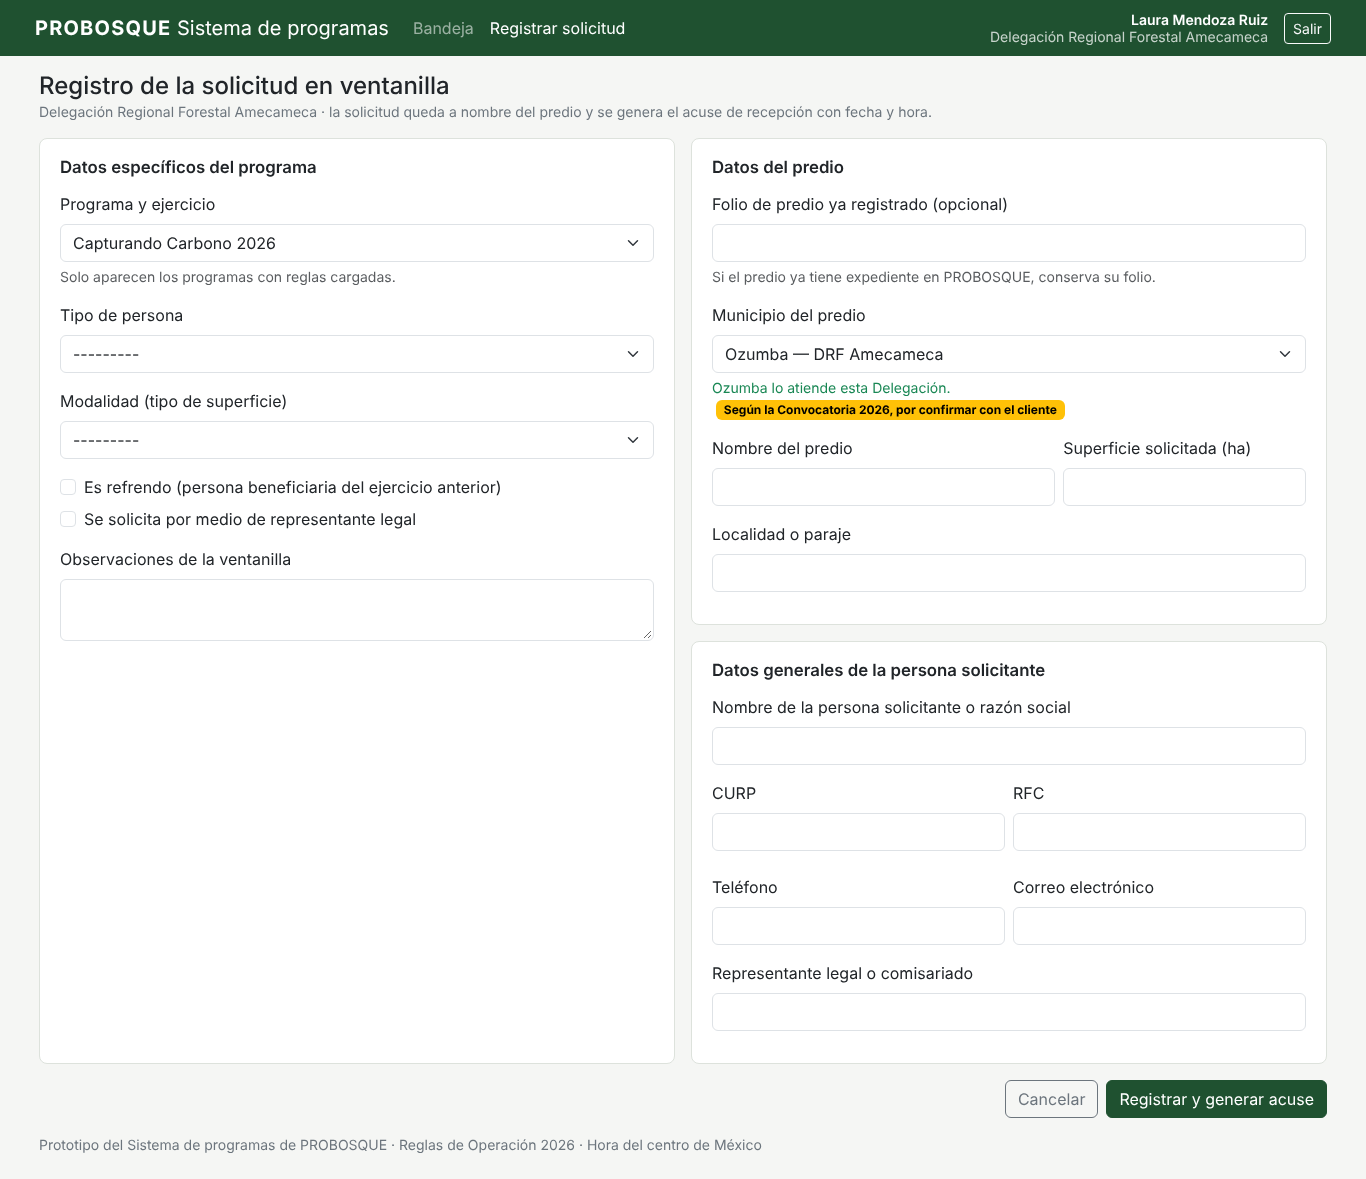 PROBOSQUE Sistema de programas
Bandeja
Registrar solicitud
Laura Mendoza Ruiz
Delegación Regional Forestal Amecameca
Salir
Registro de la solicitud en ventanilla
Delegación Regional Forestal Amecameca · la solicitud queda a nombre del predio y se genera el acuse de recepción con fecha y hora.
Datos específicos del programa
Programa y ejercicio
Capturando Carbono 2026
Solo aparecen los programas con reglas cargadas.
Tipo de persona
---------
Modalidad (tipo de superficie)
---------
Es refrendo (persona beneficiaria del ejercicio anterior)
Se solicita por medio de representante legal
Observaciones de la ventanilla
Datos del predio
Folio de predio ya registrado (opcional)
Si el predio ya tiene expediente en PROBOSQUE, conserva su folio.
Municipio del predio
Ozumba — DRF Amecameca
Ozumba lo atiende esta Delegación.
Según la Convocatoria 2026, por confirmar con el cliente
Nombre del predio
Superficie solicitada (ha)
Localidad o paraje
Datos generales de la persona solicitante
Nombre de la persona solicitante o razón social
CURP
RFC
Teléfono
Correo electrónico
Representante legal o comisariado
Cancelar
Registrar y generar acuse
Prototipo del Sistema de programas de PROBOSQUE · Reglas de Operación 2026 · Hora del centro de México